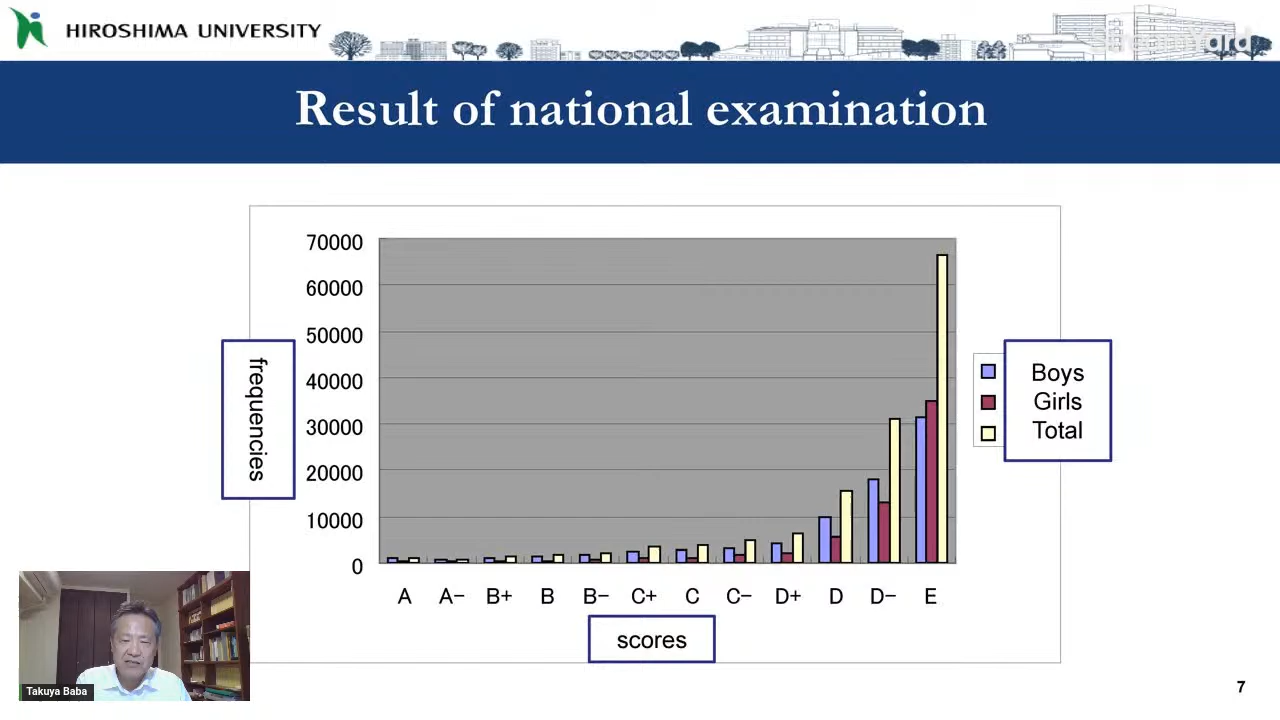 HIROSHIMA UNIVERSITY
Result of national examination
70000
60000
50000
40000
30000
20000
10000
0
frequencies
A A− B+ B B− C+ C C− D+ D D− E
scores
Boys
Girls
Total
Takuya Baba
7